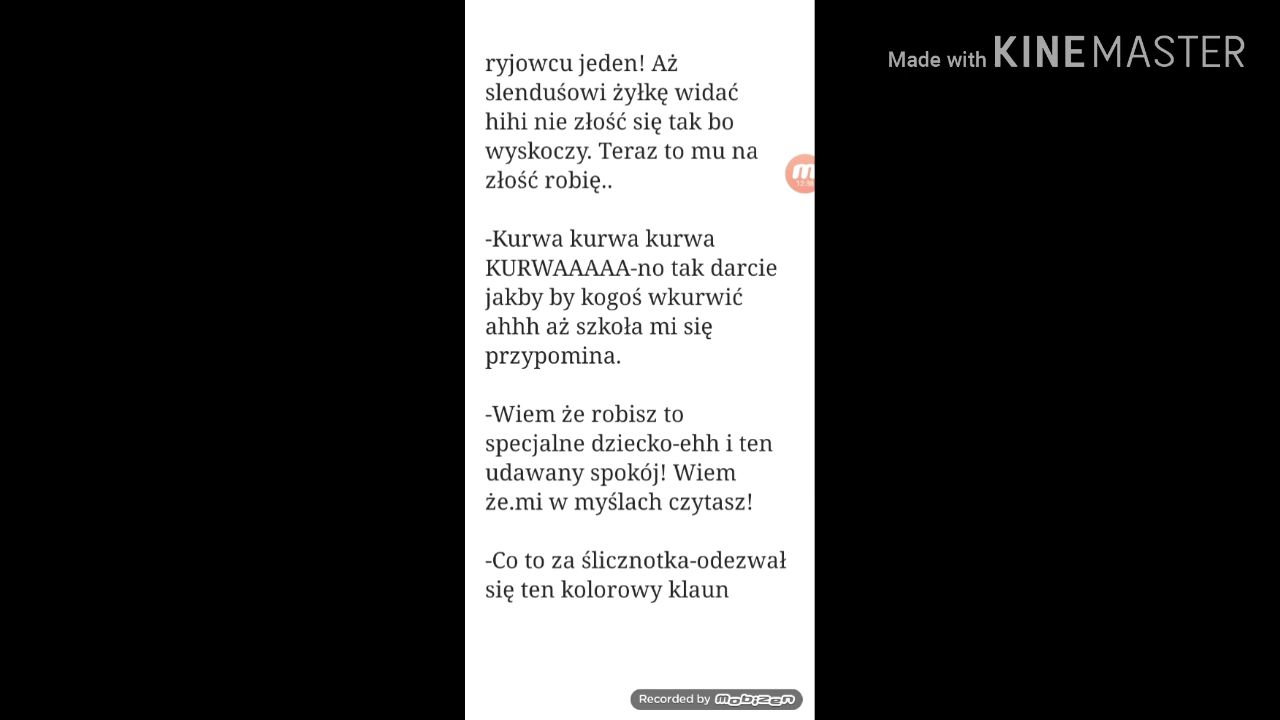 Made with KINEMASTER
ryjowcu jeden! Aż
slenduśowi żyłkę widać
hihi nie złość się tak bo
wyskoczy. Teraz to mu na
złość robię..
-Kurwa kurwa kurwa
KURWAAAAA-no tak darcie
jakby by kogoś wkurwić
ahhh aż szkoła mi się
przypomina.
-Wiem że robisz to
specjalne dziecko-ehh i ten
udawany spokój! Wiem
że.mi w myślach czytasz!
-Co to za ślicznotka-odezwał
się ten kolorowy klaun
Recorded by mobizen